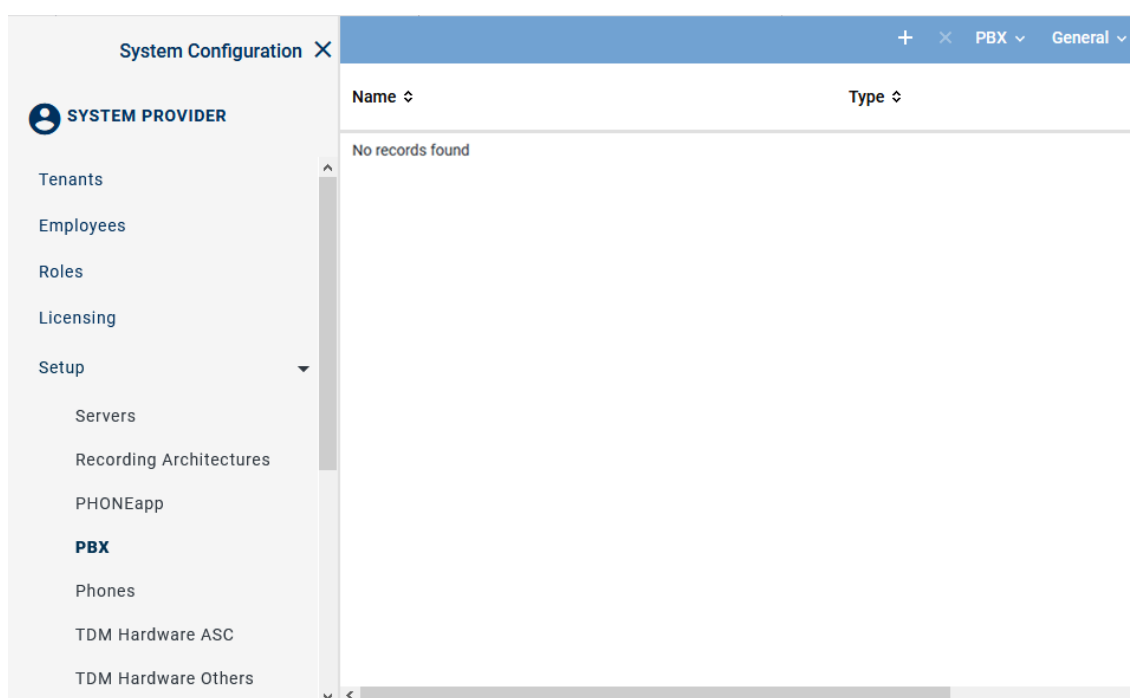 System Configuration
SYSTEM PROVIDER
Tenants
Employees
Roles
Licensing
Setup
Servers
Recording Architectures
PHONEapp
PBX
Phones
TDM Hardware ASC
TDM Hardware Others
PBX General
Name Type
No records found